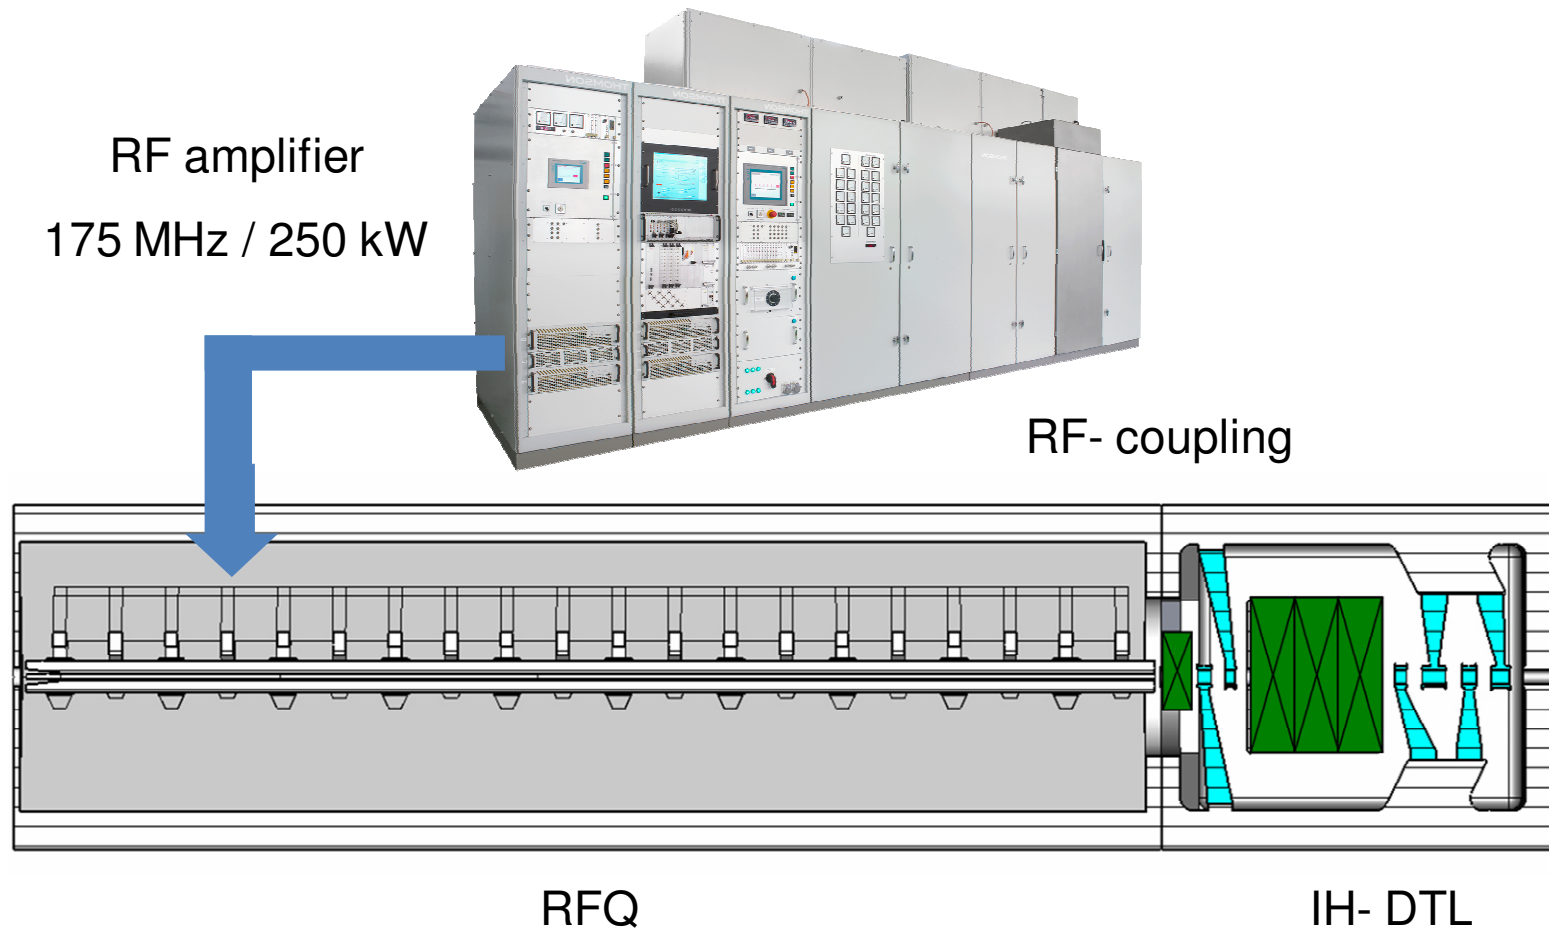 RF amplifier
175 MHz / 250 kW
RF- coupling
RFQ
IH- DTL